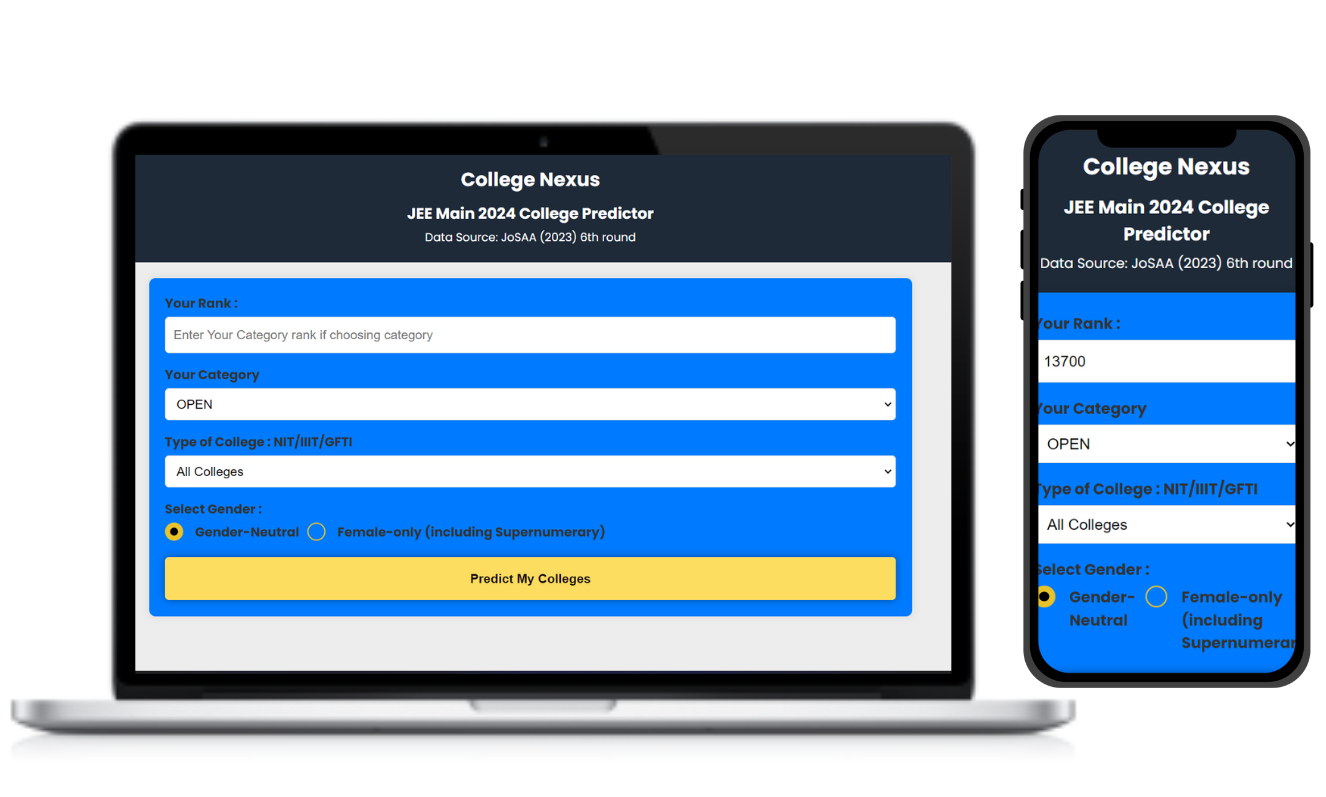 College Nexus
JEE Main 2024 College Predictor
Data Source: JoSAA (2023) 6th round
Your Rank :
Enter Your Category rank if choosing category
Your Category
OPEN
Type of College : NIT/IIIT/GFTI
All Colleges
Select Gender :
Gender-Neutral Female-only (including Supernumerary)
Predict My Colleges
College Nexus
JEE Main 2024 College
Predictor
Data Source: JoSAA (2023) 6th round
Your Rank :
13700
Your Category
OPEN
Type of College : NIT/IIIT/GFTI
All Colleges
Select Gender :
Gender- Female-only
Neutral (including
Supernumerar